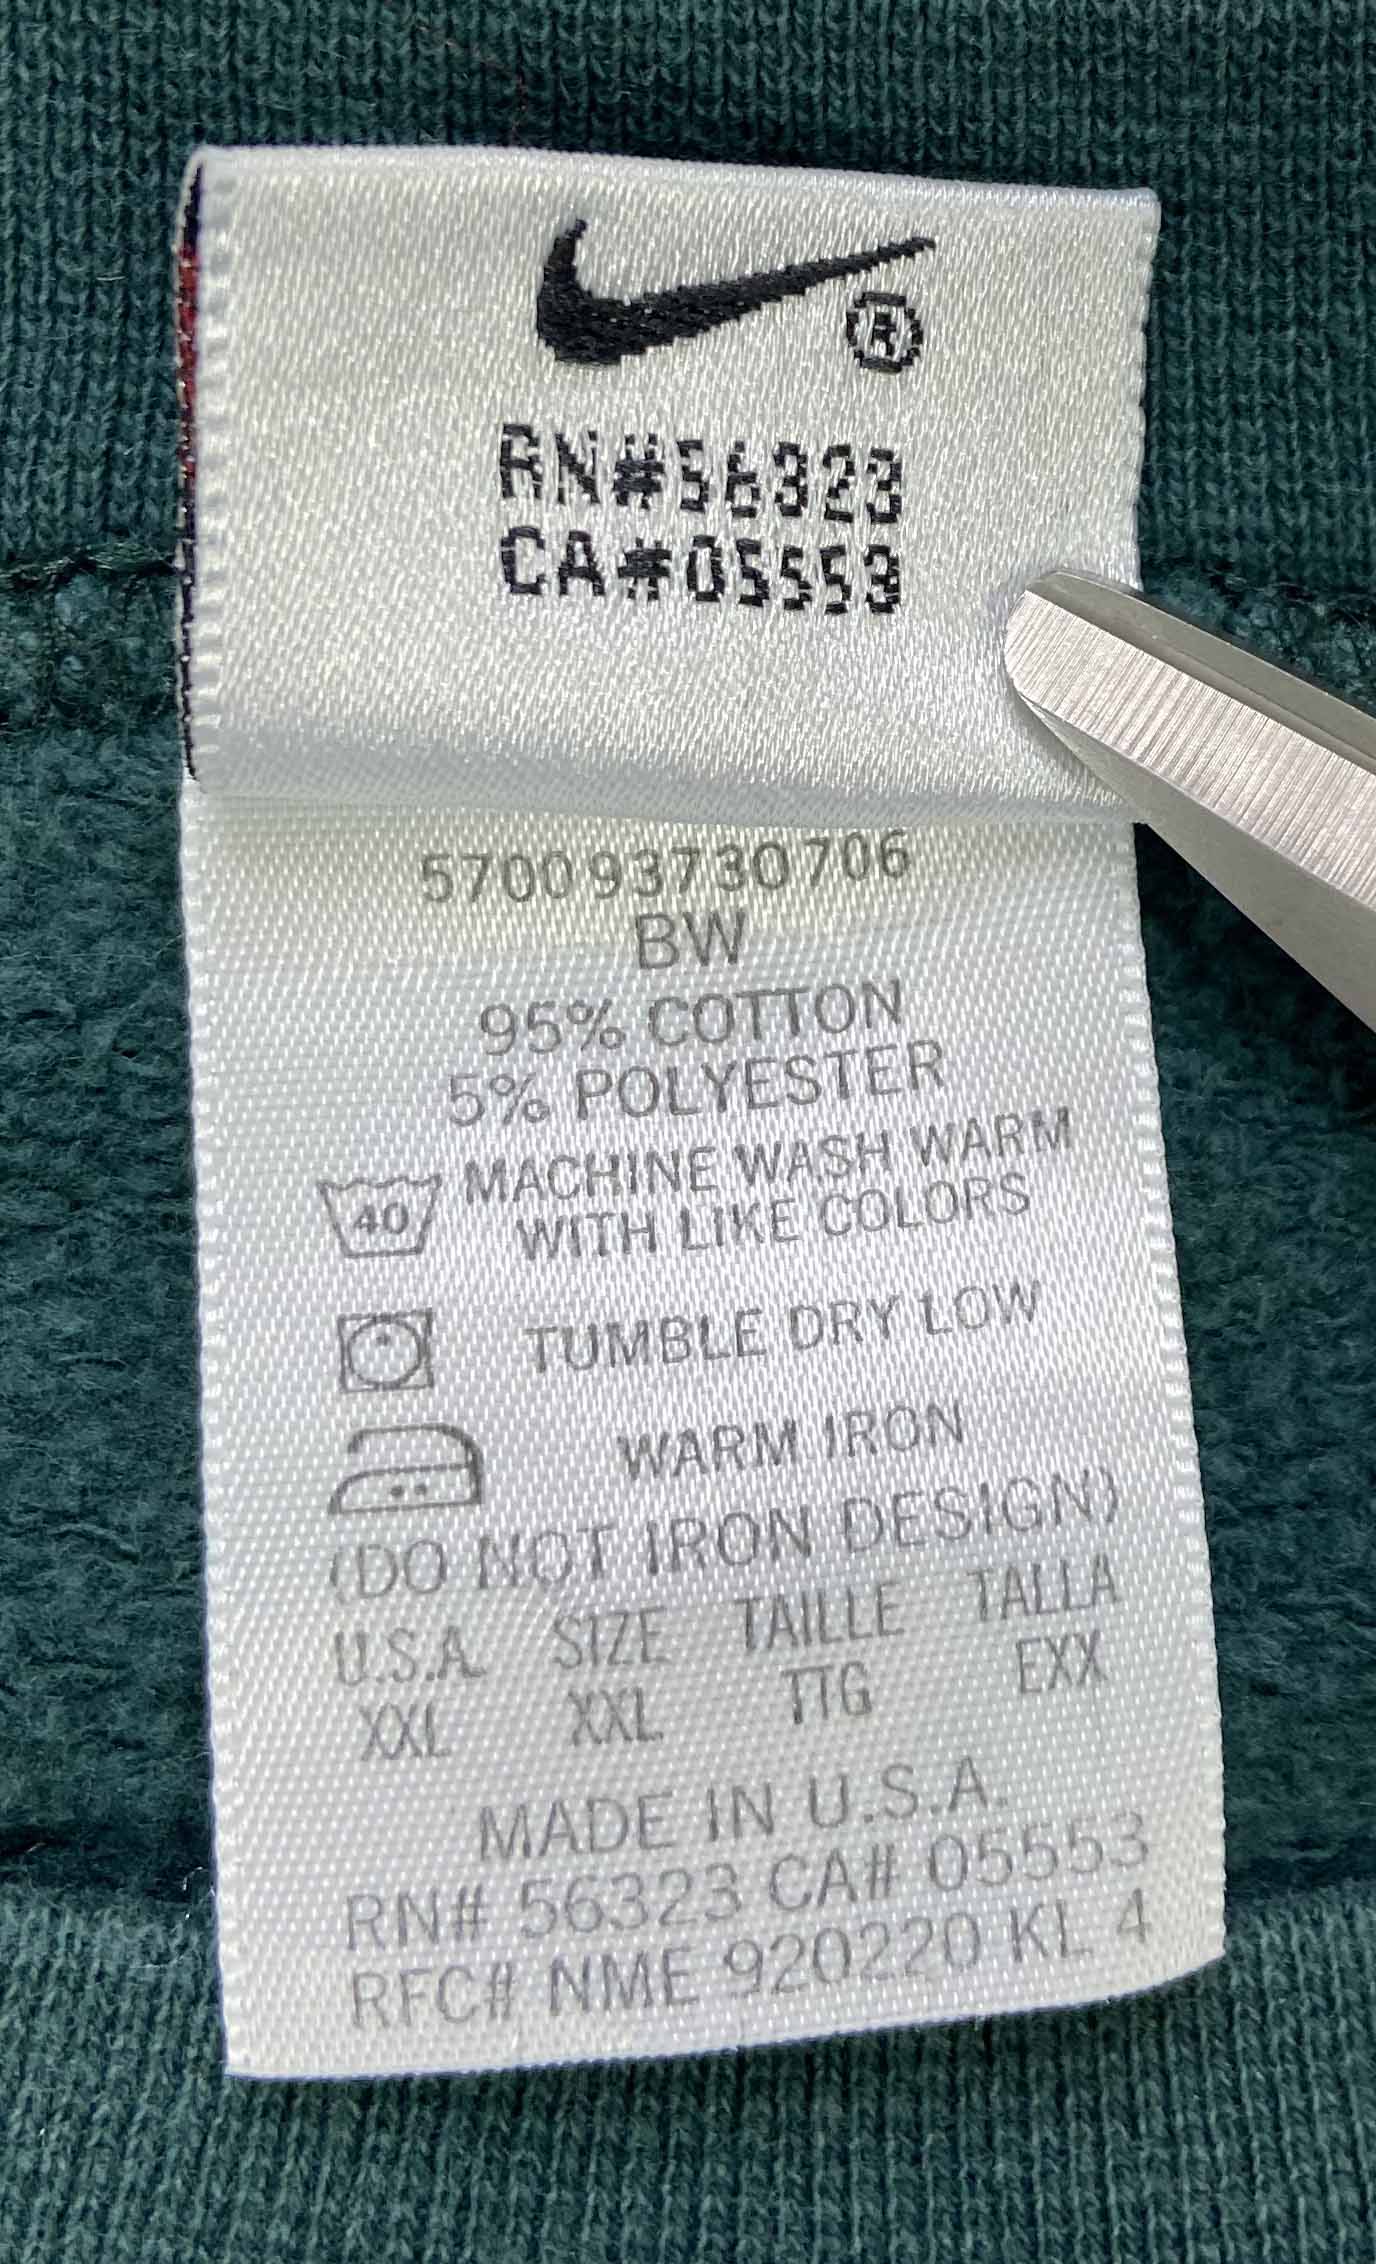 ®
RN#56323
CA#05553
570093730706
BW
95% COTTON
5% POLYESTER
40 MACHINE WASH WARM
WITH LIKE COLORS
TUMBLE DRY LOW
WARM IRON
(DO NOT IRON DESIGN)
U.S.A. SIZE TAILLE TALLA
XXL XXL TTG EXX
MADE IN U.S.A.
RN# 56323 CA# 05553
RFC# NME 920220 KL 4